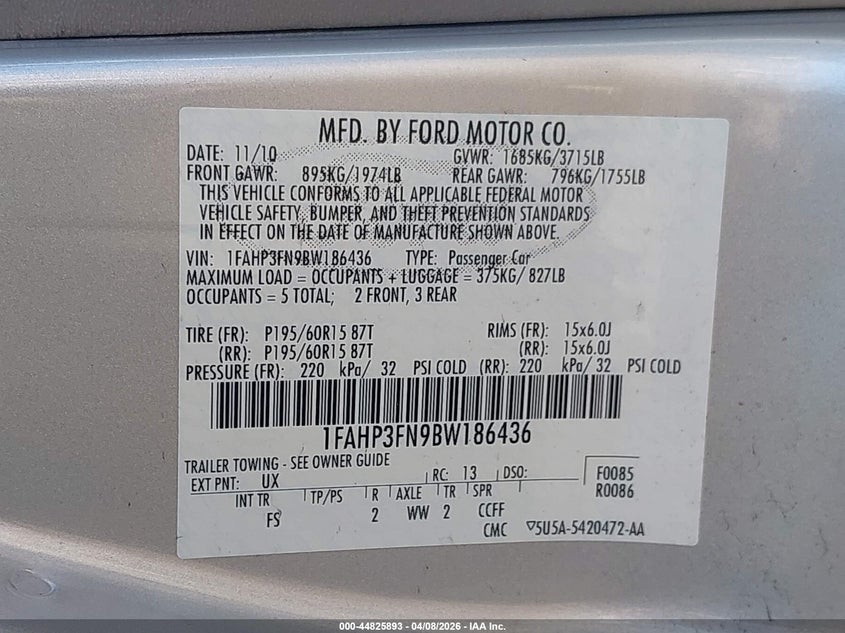 MFD. BY FORD MOTOR CO.
DATE: 11/10 GVWR: 1685KG/3715LB
FRONT GAWR: 895KG/1974LB REAR GAWR: 796KG/1755LB
THIS VEHICLE CONFORMS TO ALL APPLICABLE FEDERAL MOTOR
VEHICLE SAFETY, BUMPER, AND THEFT PREVENTION STANDARDS
IN EFFECT ON THE DATE OF MANUFACTURE SHOWN ABOVE.
VIN: 1FAHP3FN9BW186436 TYPE: Passenger Car
MAXIMUM LOAD = OCCUPANTS + LUGGAGE = 375KG/ 827LB
OCCUPANTS = 5 TOTAL; 2 FRONT, 3 REAR
TIRE (FR): P195/60R15 87T RIMS (FR): 15x6.0J
(RR): P195/60R15 87T (RR): 15x6.0J
PRESSURE (FR): 220 kPa/ 32 PSI COLD (RR): 220 kPa/ 32 PSI COLD
1FAHP3FN9BW186436
TRAILER TOWING - SEE OWNER GUIDE
EXT PNT: UX RC: 13 DSO: F0085
INT TR TP/PS R AXLE TR SPR R0086
FS 2 WW 2 CCFF
CMC ▽5U5A-5420472-AA
000-44825893 - 04/08/2026 - IAA Inc.